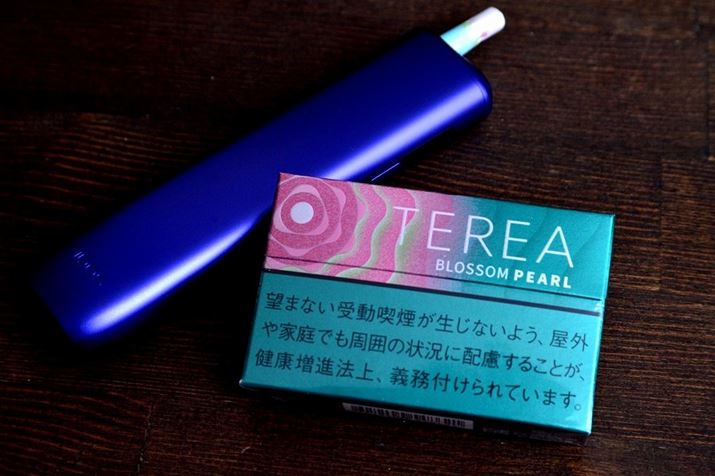 TEREA
BLOSSOM PEARL
望まない受動喫煙が生じないよう、屋外
や家庭でも周囲の状況に配慮することが、
健康増進法上、義務付けられています。